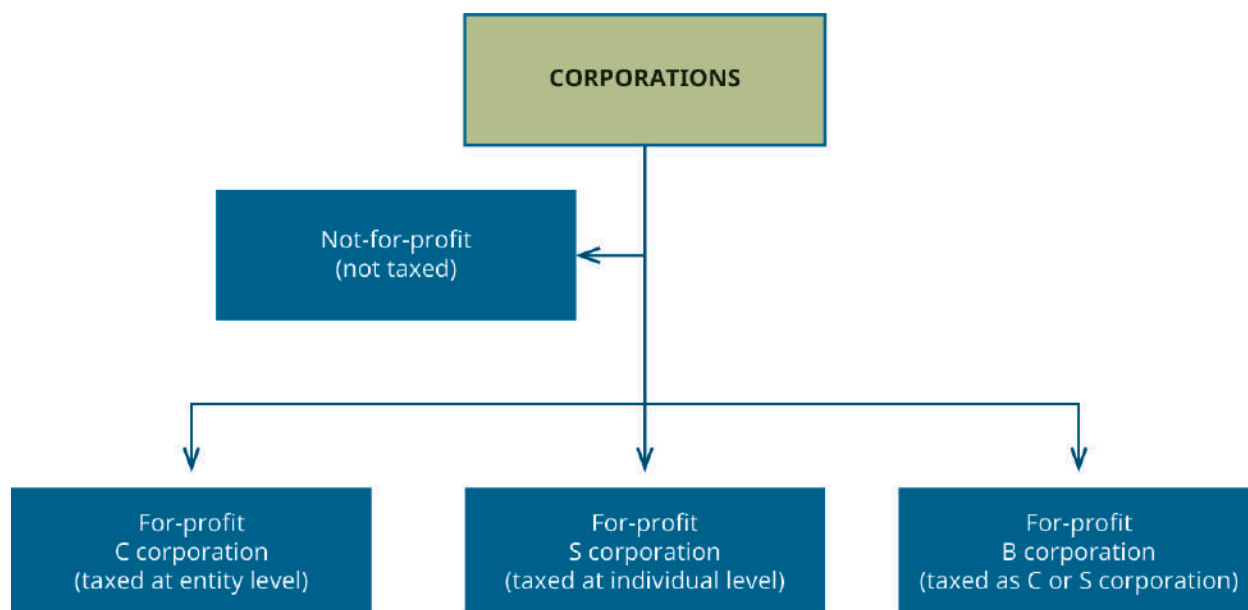 CORPORATIONS
Not-for-profit
(not taxed)
For-profit
C corporation
(taxed at entity level)
For-profit
S corporation
(taxed at individual level)
For-profit
B corporation
(taxed as C or S corporation)